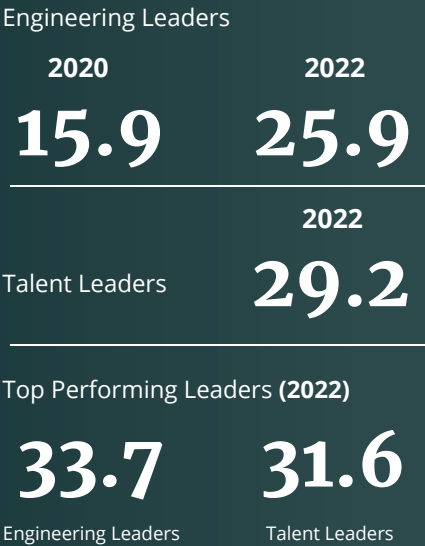 Engineering Leaders
2020 2022
15.9 25.9
2022
Talent Leaders 29.2
Top Performing Leaders (2022)
33.7 31.6
Engineering Leaders Talent Leaders